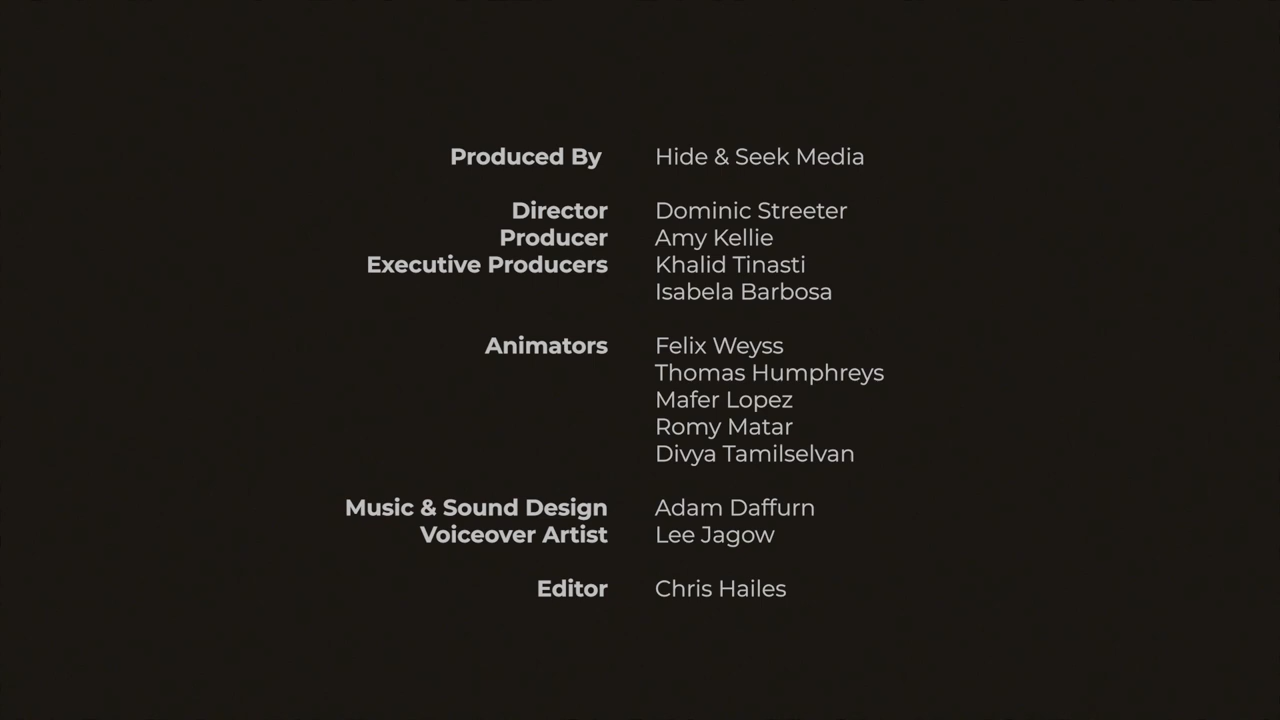 Produced By Hide & Seek Media
Director Dominic Streeter
Producer Amy Kellie
Executive Producers Khalid Tinasti
Isabela Barbosa
Animators Felix Weyss
Thomas Humphreys
Mafer Lopez
Romy Matar
Divya Tamilselvan
Music & Sound Design Adam Daffurn
Voiceover Artist Lee Jagow
Editor Chris Hailes